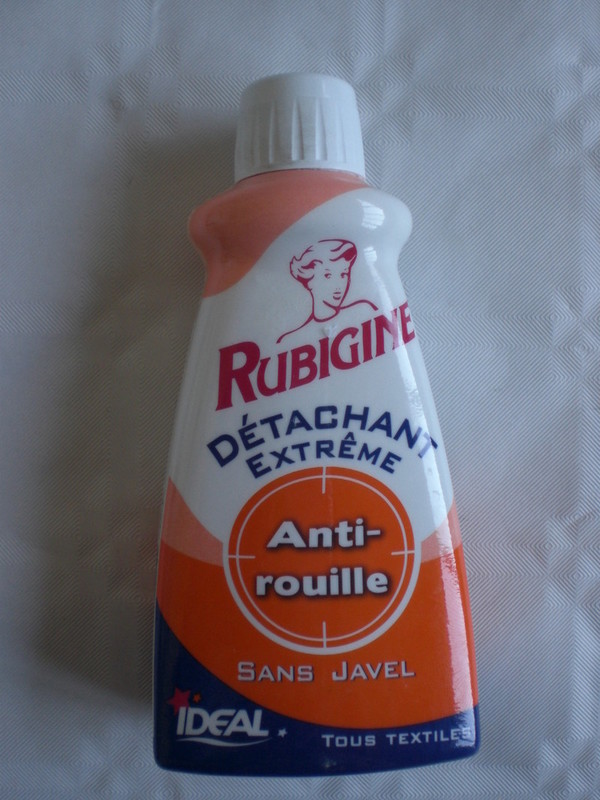 RUBIGINE
DÉTACHANT
EXTRÊME
Anti-
rouille
SANS JAVEL
IDEAL
TOUS TEXTILES